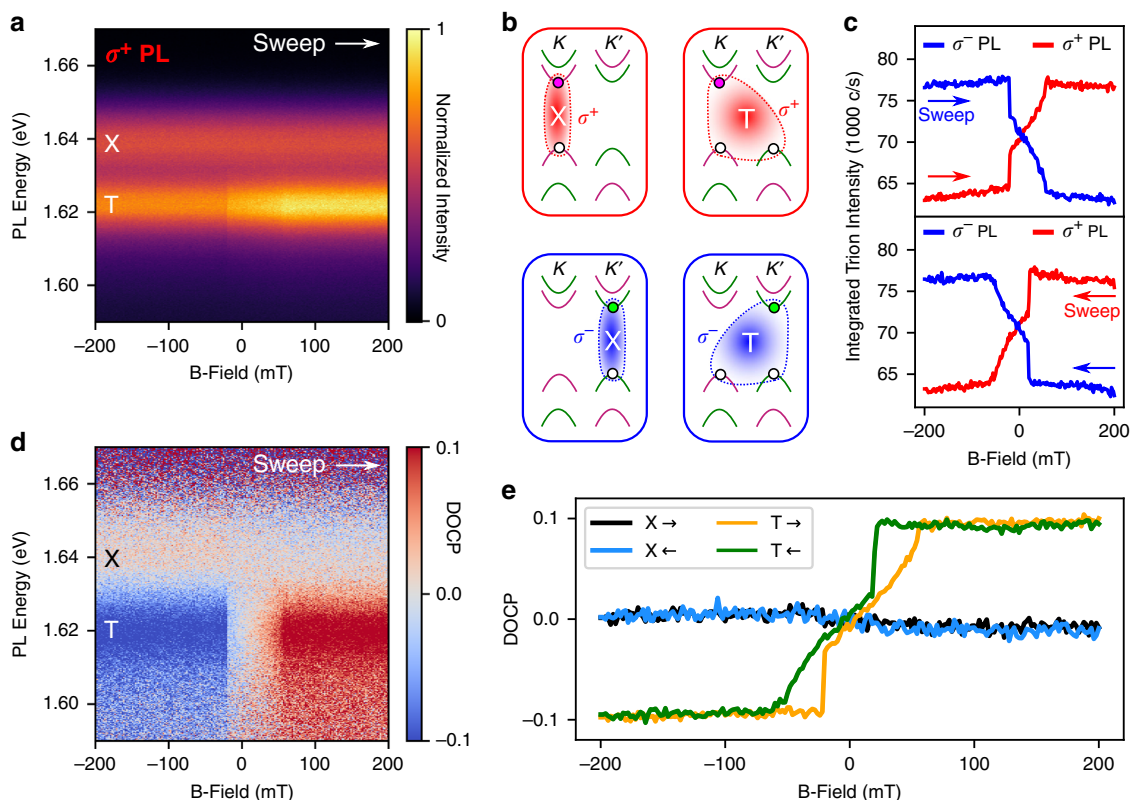 a
σ+ PL
Sweep
X
T
1.66
1.64
1.62
1.60
PL Energy (eV)
−200
−100
0
100
200
B-Field (mT)
1
0
Normalized Intensity
b
K K′
X σ+
K K′
T σ+
K K′
σ− X
K K′
σ− T
c
σ− PL σ+ PL
Sweep
80
75
70
65
σ− PL σ+ PL
Sweep
80
75
70
65
Integrated Trion Intensity (1000 c/s)
−200 0 200
B-Field (mT)
d
Sweep
X
T
1.66
1.64
1.62
1.60
PL Energy (eV)
−200 −100 0 100 200
B-Field (mT)
0.1
0.0
−0.1
DOCP
e
X → T →
X ← T ←
0.1
0.0
−0.1
DOCP
−200 −100 0 100 200
B-Field (mT)